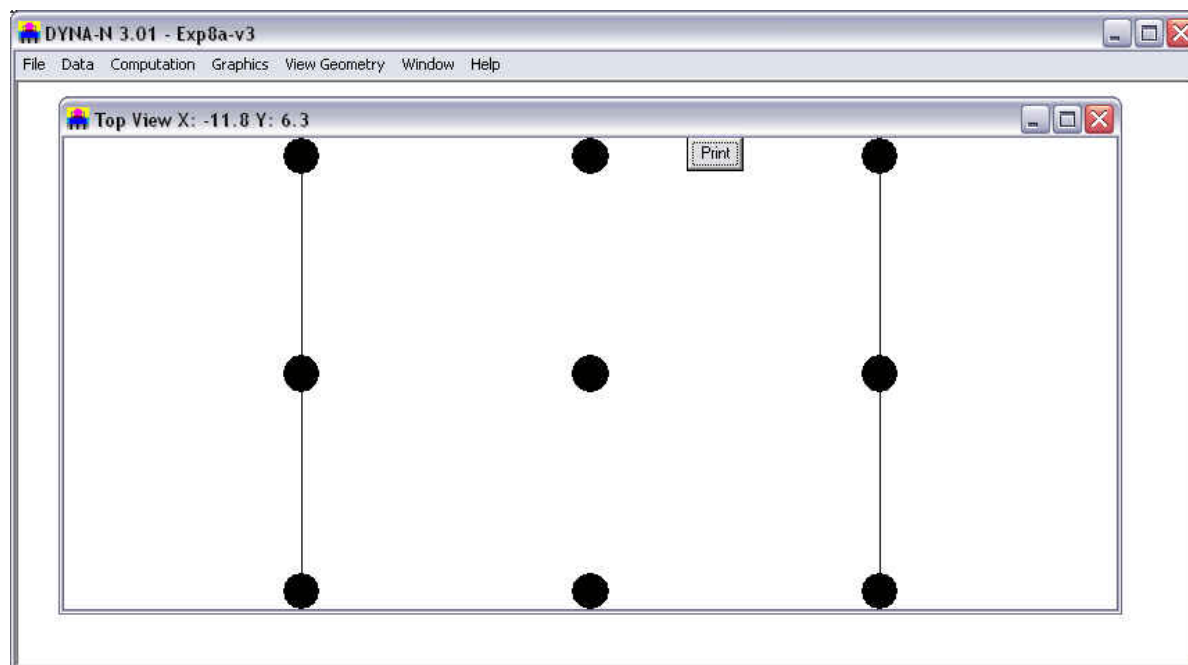 DYNA-N 3.01 - Exp8a-v3
File Data Computation Graphics View Geometry Window Help
Top View X: -11.8 Y: 6.3
Print